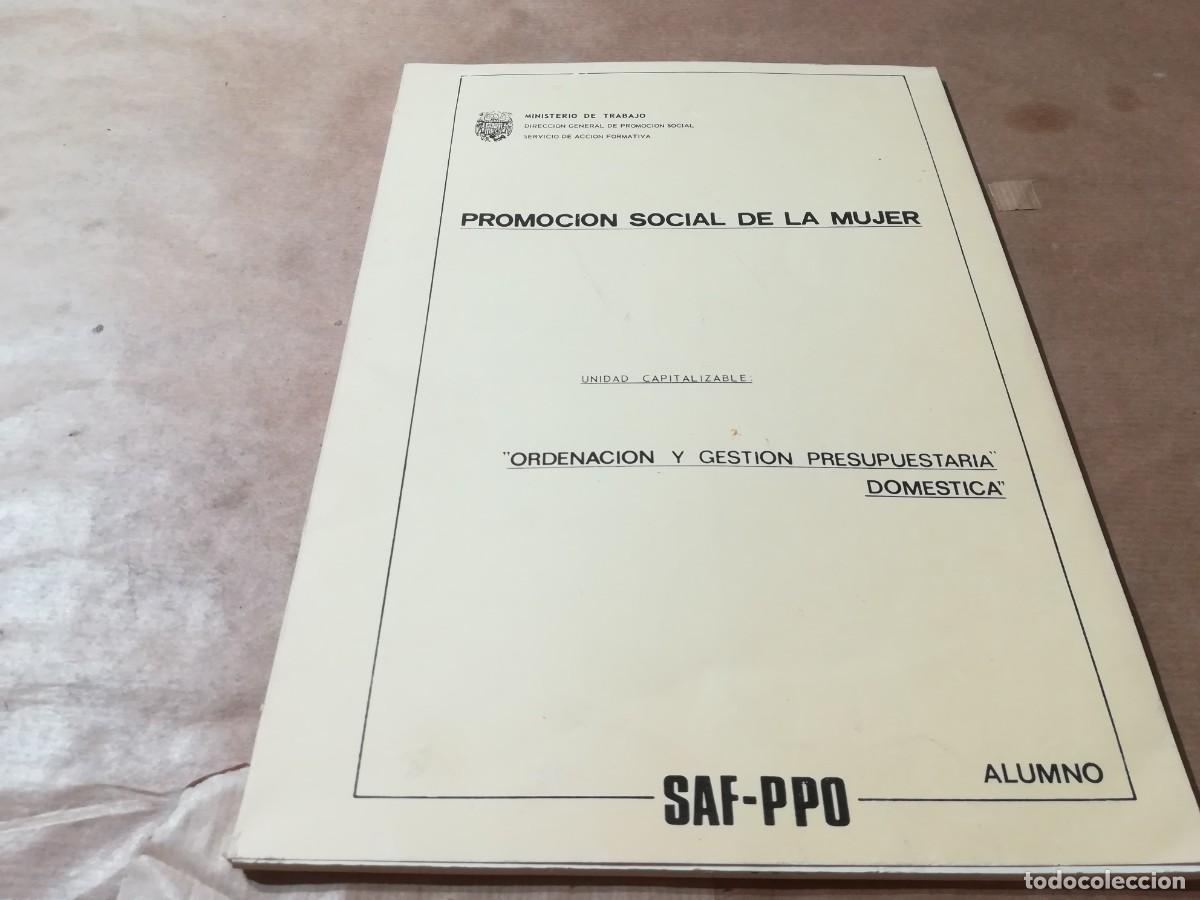 MINISTERIO DE TRABAJO
DIRECCION GENERAL DE PROMOCION SOCIAL
SERVICIO DE ACCION FORMATIVA
PROMOCION SOCIAL DE LA MUJER
UNIDAD CAPITALIZABLE:
"ORDENACION Y GESTION PRESUPUESTARIA"
DOMESTICA"
ALUMNO
SAF-PPO
todocoleccion